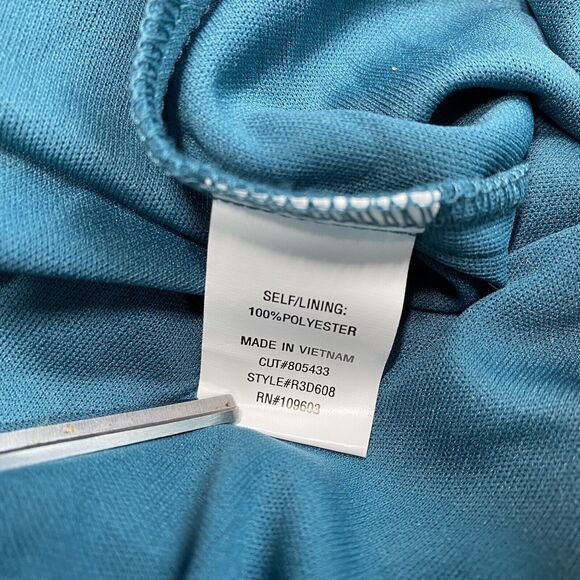 SELF/LINING:
100%POLYESTER
MADE IN VIETNAM
CUT#805433
STYLE#R3D608
RN#109603